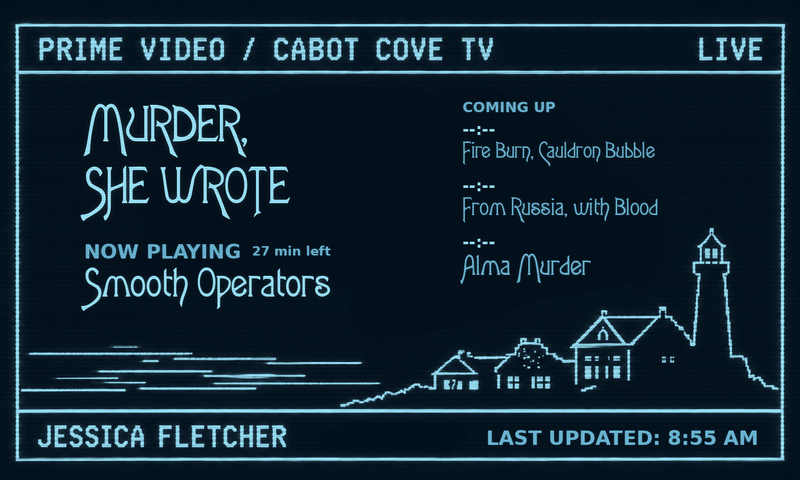 PRIME VIDEO / CABOT COVE TV
LIVE
MURDER,
SHE WROTE
NOW PLAYING 27 min left
Smooth Operators
COMING UP
--:--
Fire Burn, Cauldron Bubble
--:--
From Russia, with Blood
--:--
Alma Murder
JESSICA FLETCHER
LAST UPDATED: 8:55 AM